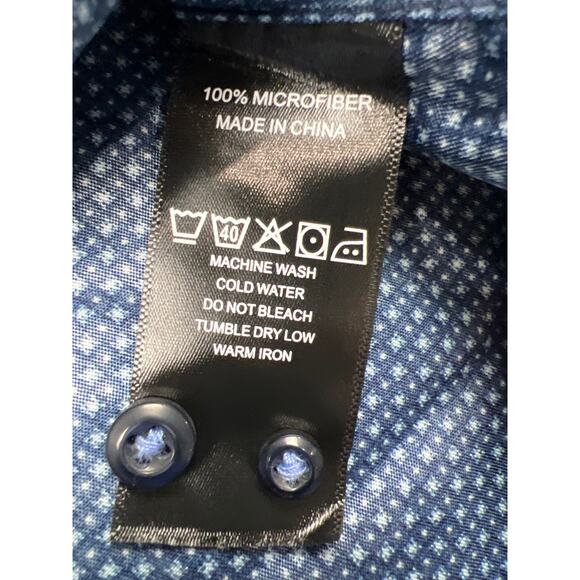 100% MICROFIBER
MADE IN CHINA
40
MACHINE WASH
COLD WATER
DO NOT BLEACH
TUMBLE DRY LOW
WARM IRON